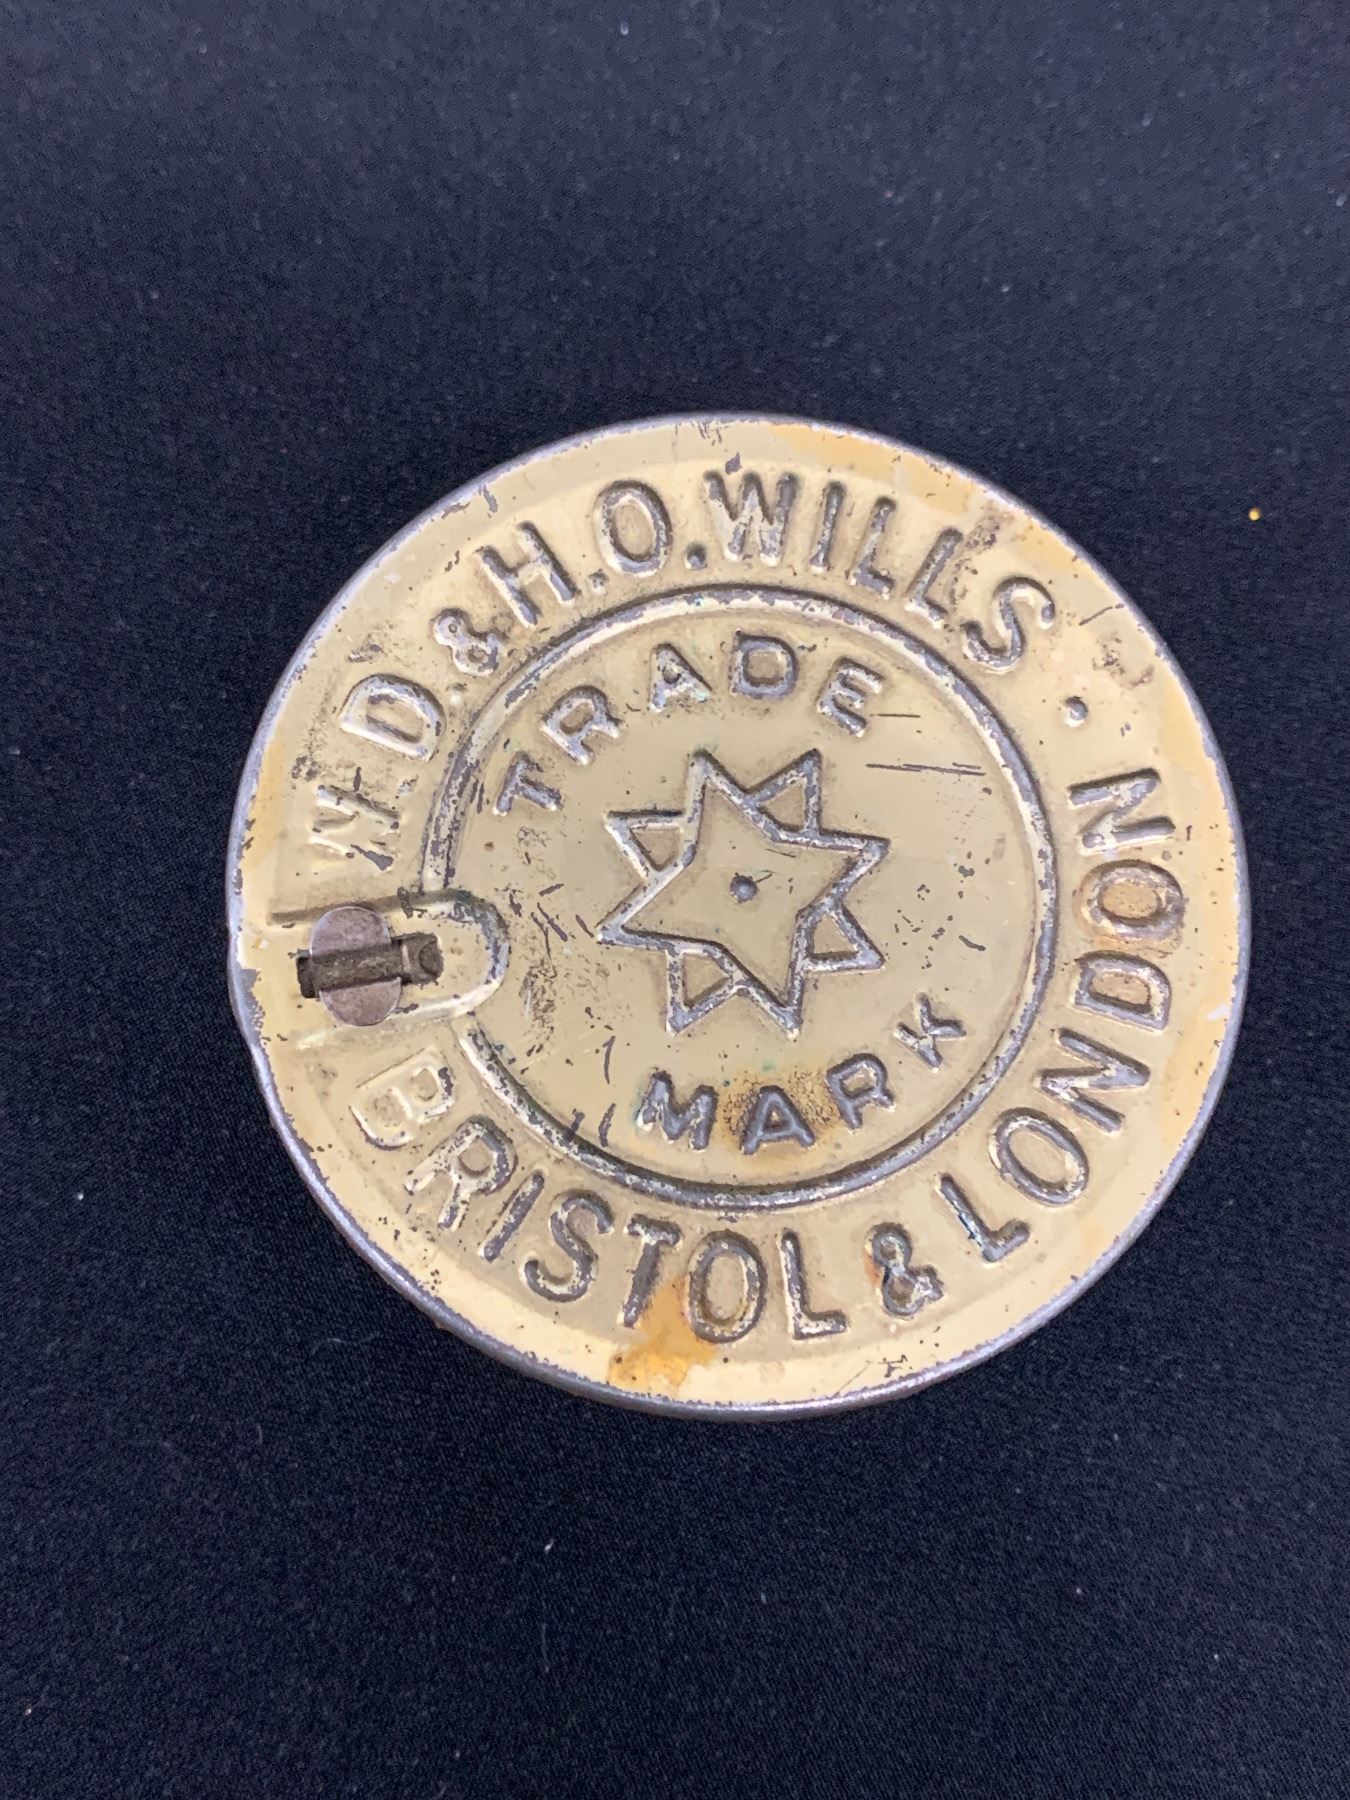 W.D. & H.O. WILLS · BRISTOL & LONDON
TRADE
MARK